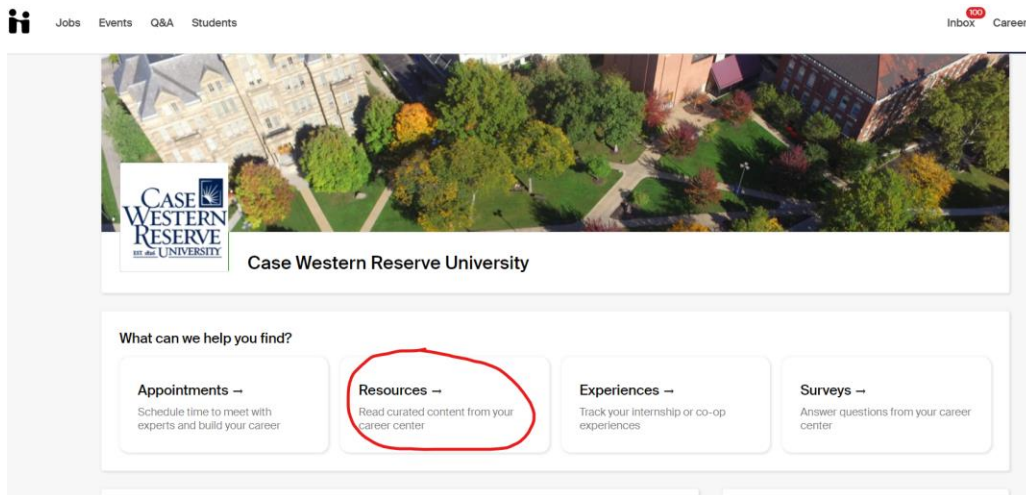 Jobs Events Q&A Students
100
Inbox Career
CASE
WESTERN
RESERVE
UNIVERSITY
Case Western Reserve University
What can we help you find?
Appointments →
Schedule time to meet with
experts and build your career
Resources →
Read curated content from your
career center
Experiences →
Track your internship or co-op
experiences
Surveys →
Answer questions from your career
center